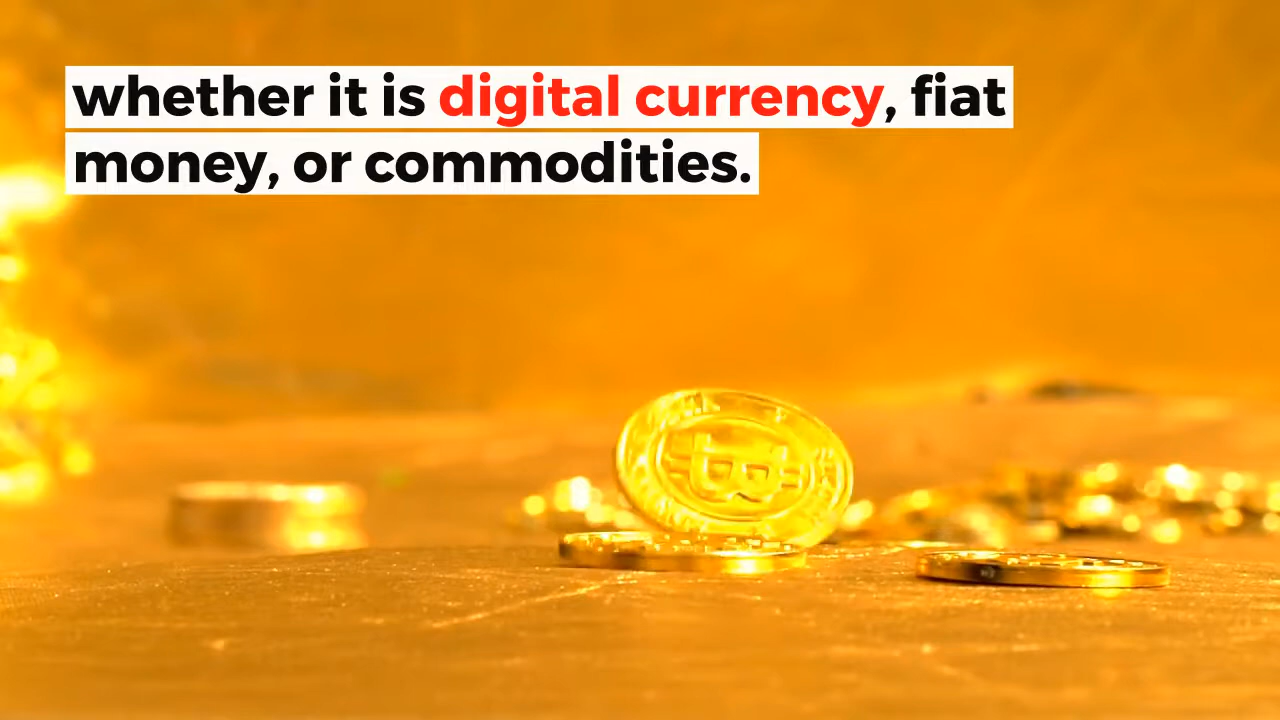 whether it is digital currency, fiat
money, or commodities.